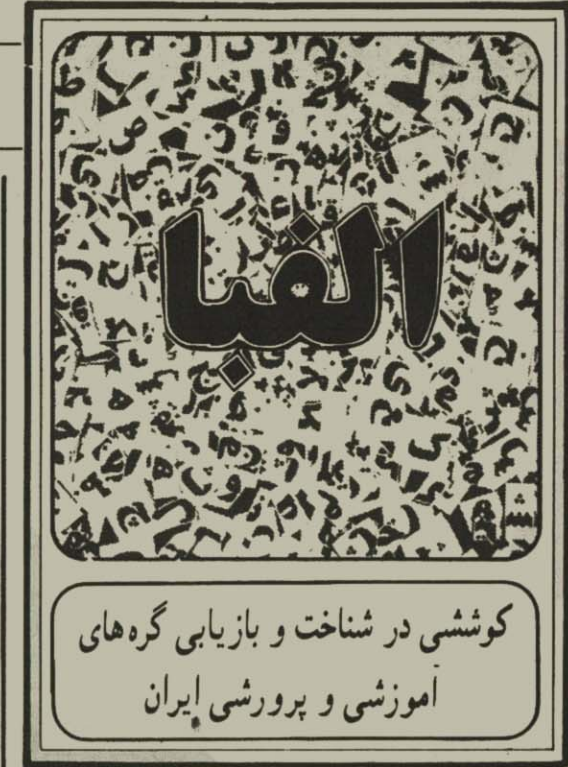 الفبا
کوششی در شناخت و بازیابی گره‌های
آموزشی و پرورشی ایران